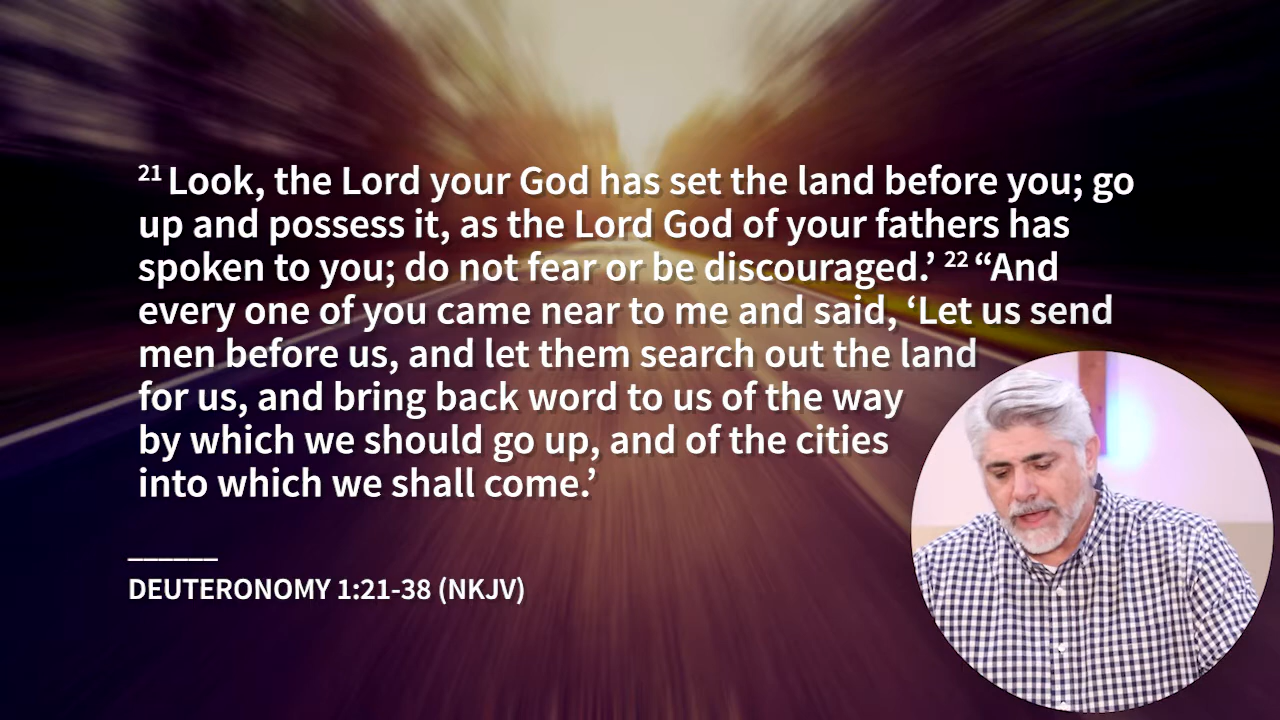 21 Look, the Lord your God has set the land before you; go
up and possess it, as the Lord God of your fathers has
spoken to you; do not fear or be discouraged.’ 22 “And
every one of you came near to me and said, ‘Let us send
men before us, and let them search out the land
for us, and bring back word to us of the way
by which we should go up, and of the cities
into which we shall come.’
______
DEUTERONOMY 1:21-38 (NKJV)